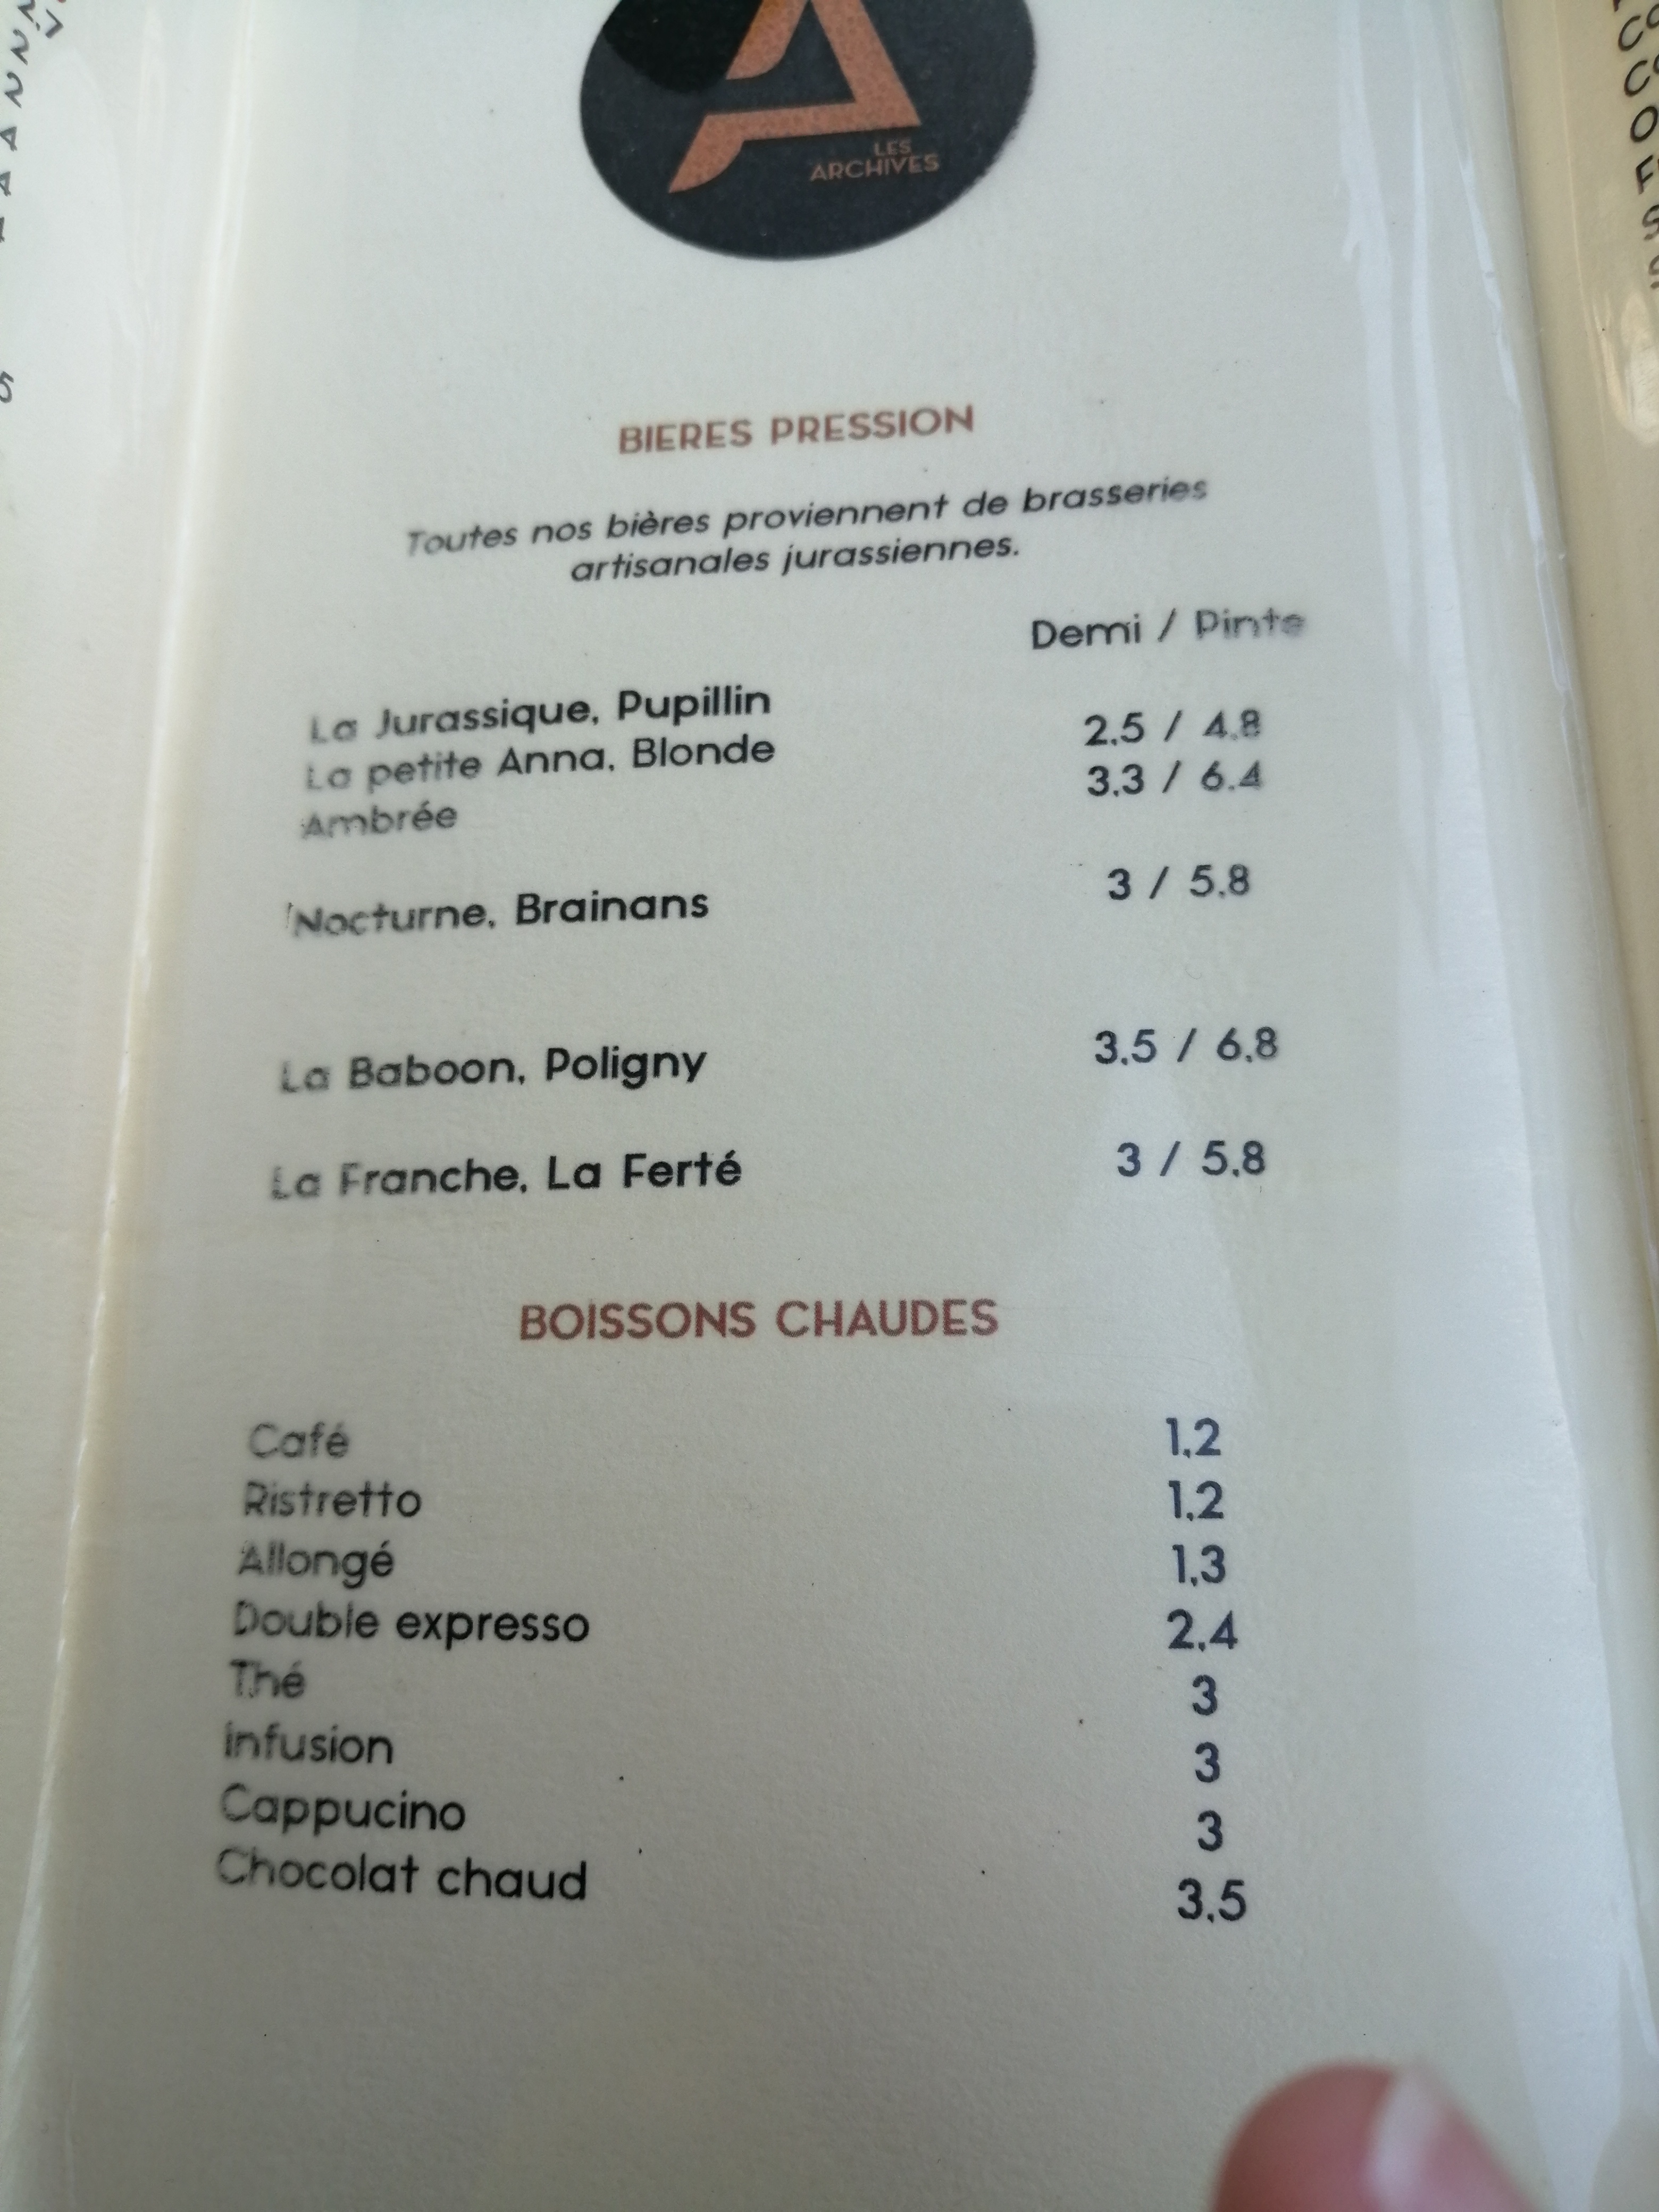 LES
ARCHIVES
BIERES PRESSION
Toutes nos bières proviennent de brasseries
artisanales jurassiennes.
Demi / Pinte
La Jurassique, Pupillin 2,5 / 4,8
La petite Anna, Blonde 3,3 / 6,4
Ambrée
Nocturne, Brainans 3 / 5,8
La Baboon, Poligny 3,5 / 6,8
La Franche, La Ferté 3 / 5,8
BOISSONS CHAUDES
Café 1,2
Ristretto 1,2
Allongé 1,3
Double expresso 2,4
Thé 3
Infusion 3
Cappucino 3
Chocolat chaud 3,5